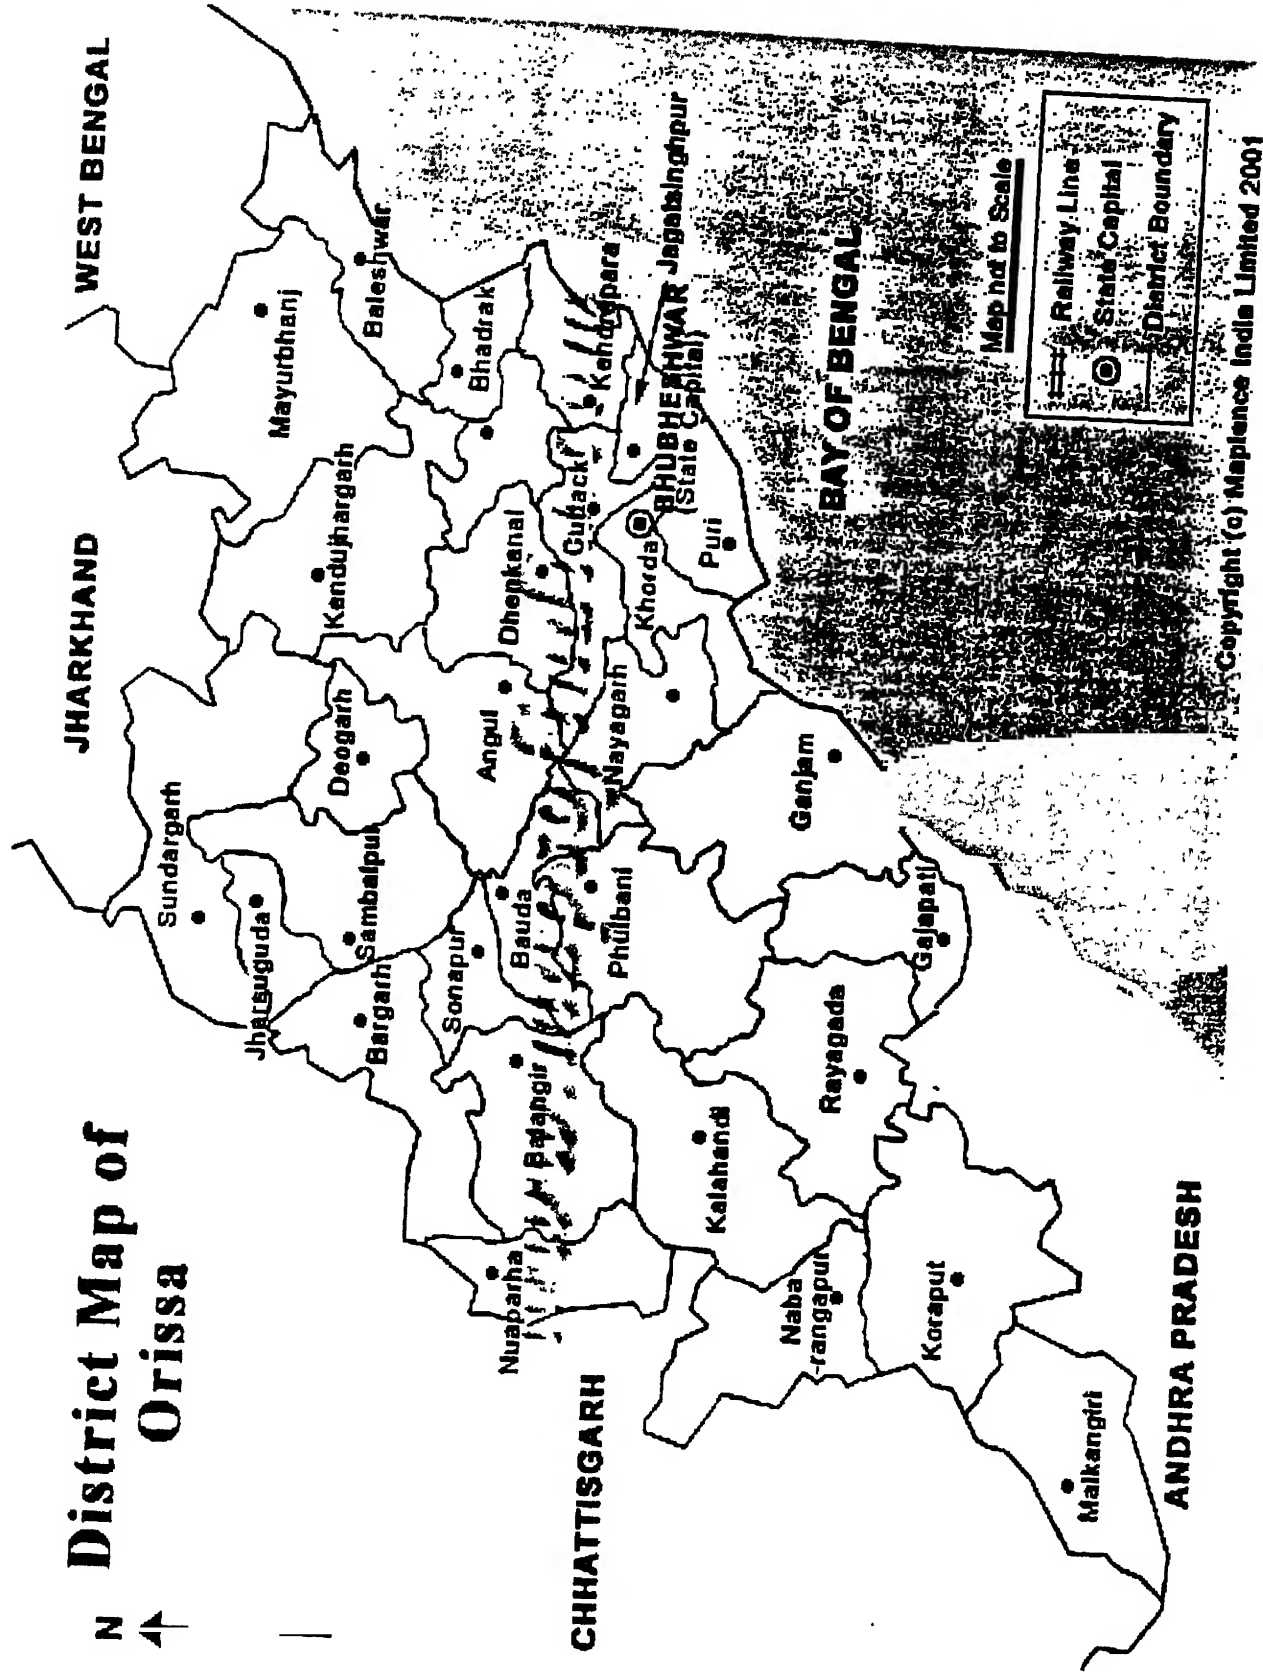 N
District Map of
Orissa
JHARKHAND
WEST BENGAL
CHHATTISGARH
ANDHRA PRADESH
BAY OF BENGAL
Sundargarh
Jharsuguda
Deogarh
Sambalpur
Bargarh
Kendujhargarh
Mayurbhanj
Baleshwar
Bhadrak
Sonapur
Angul
Dhenkanal
Bauda
Balangir
Nuaparha
Cuttack
Kendrapara
Jagatsinghpur
BHUBHESHWAR
(State Capital)
Khorda
Puri
Nayagarh
Phulbani
Kalahandi
Ganjam
Gajapati
Rayagada
Naba
-rangapur
Koraput
Malkangiri
Map not to Scale
Railway Line
State Capital
District Boundary
Copyright (c) Maplence India Limited 2001